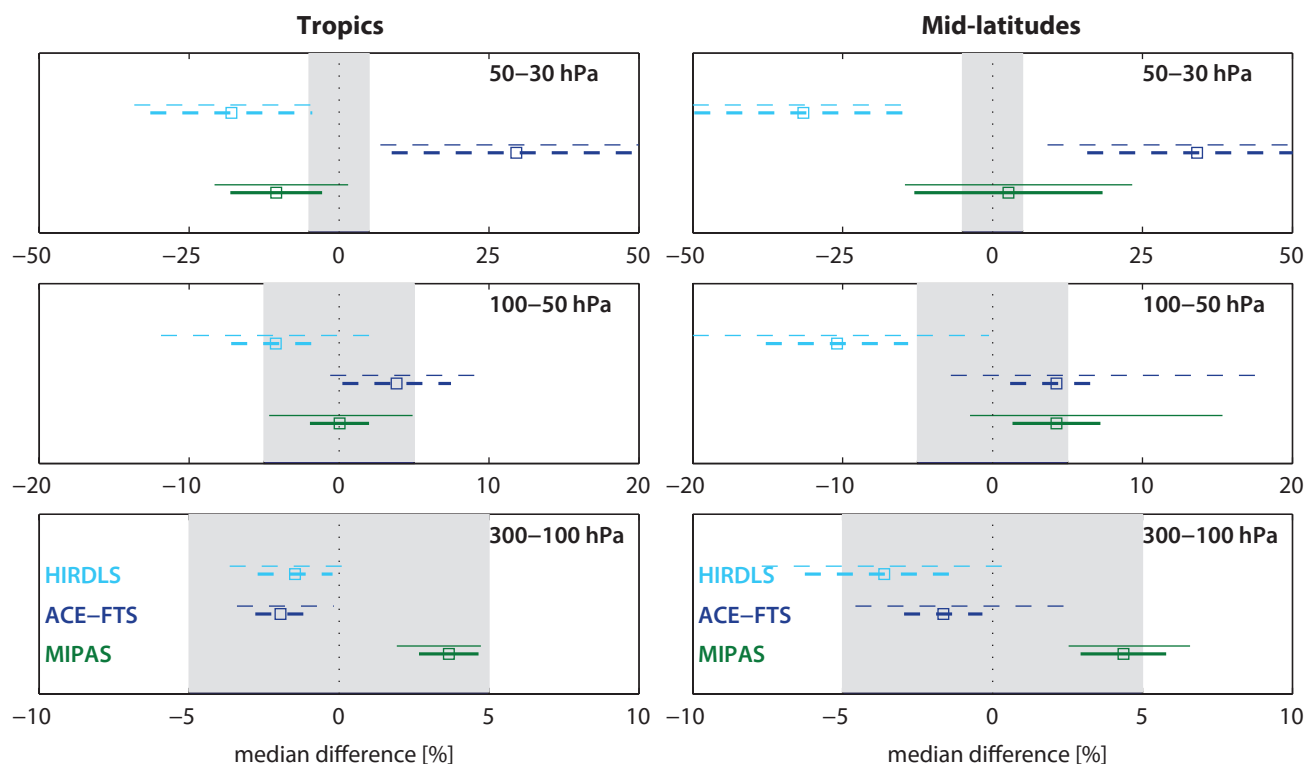 Tropics Mid-latitudes
50−30 hPa 50−30 hPa
−50 −25 0 25 50 −50 −25 0 25 50
100−50 hPa 100−50 hPa
−20 −10 0 10 20 −20 −10 0 10 20
300−100 hPa 300−100 hPa
HIRDLS HIRDLS
ACE−FTS ACE−FTS
MIPAS MIPAS
−10 −5 0 5 10 −10 −5 0 5 10
median difference [%] median difference [%]